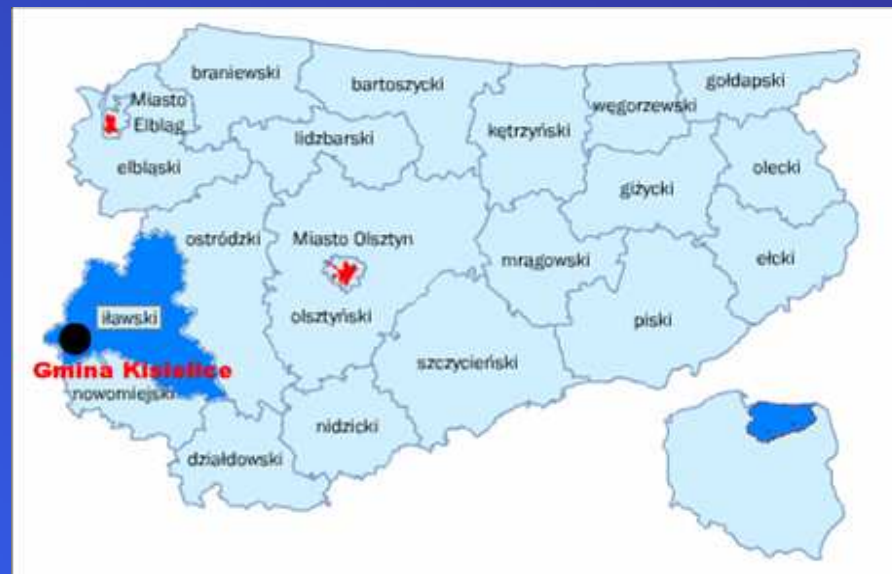 braniewski
bartoszycki
gołdapski
węgorzewski
Miasto
Elbląg
lidzbarski
kętrzyński
elbląski
giżycki
olecki
ostródzki
Miasto Olsztyn
mrągowski
ełcki
iławski
olsztyński
piski
szczycieński
Gmina Kisielice
nowomiejski
nidzicki
działdowski